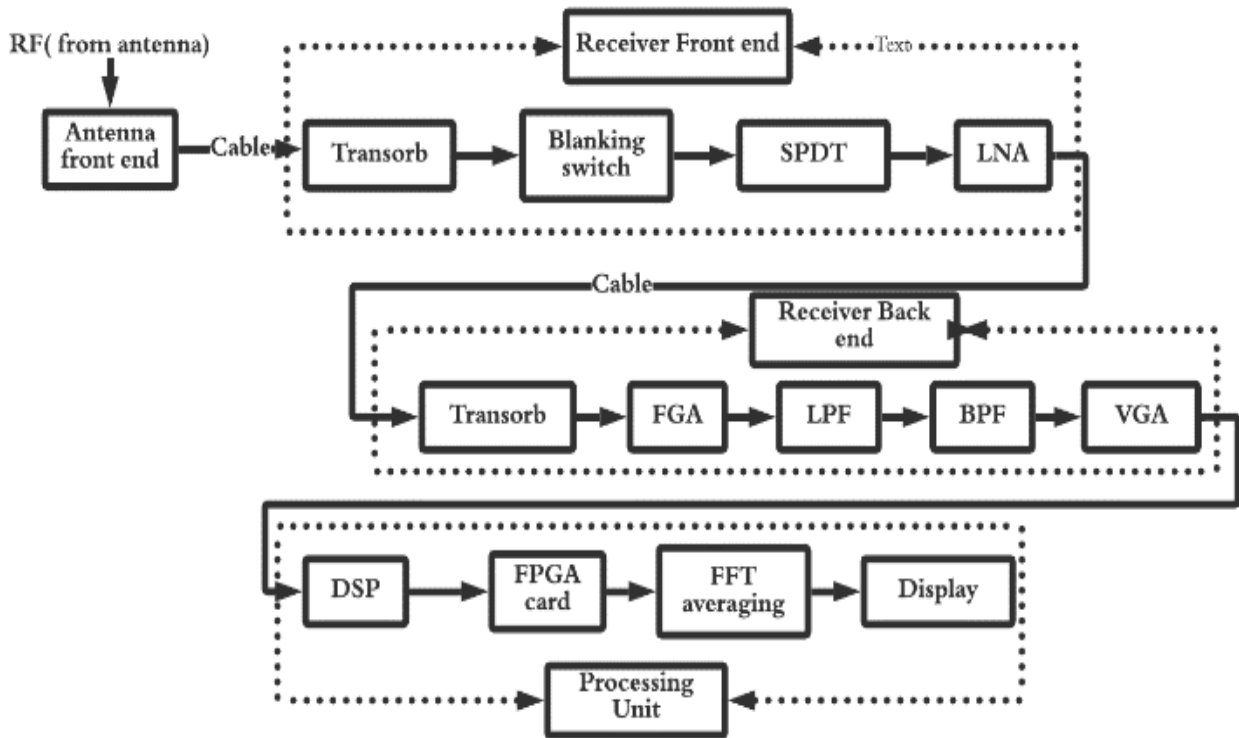 RF( from antenna)
Receiver Front end
Text
Antenna
front end
Cable
Transorb
Blanking
switch
SPDT
LNA
Cable
Receiver Back
end
Transorb
FGA
LPF
BPF
VGA
DSP
FPGA
card
FFT
averaging
Display
Processing
Unit